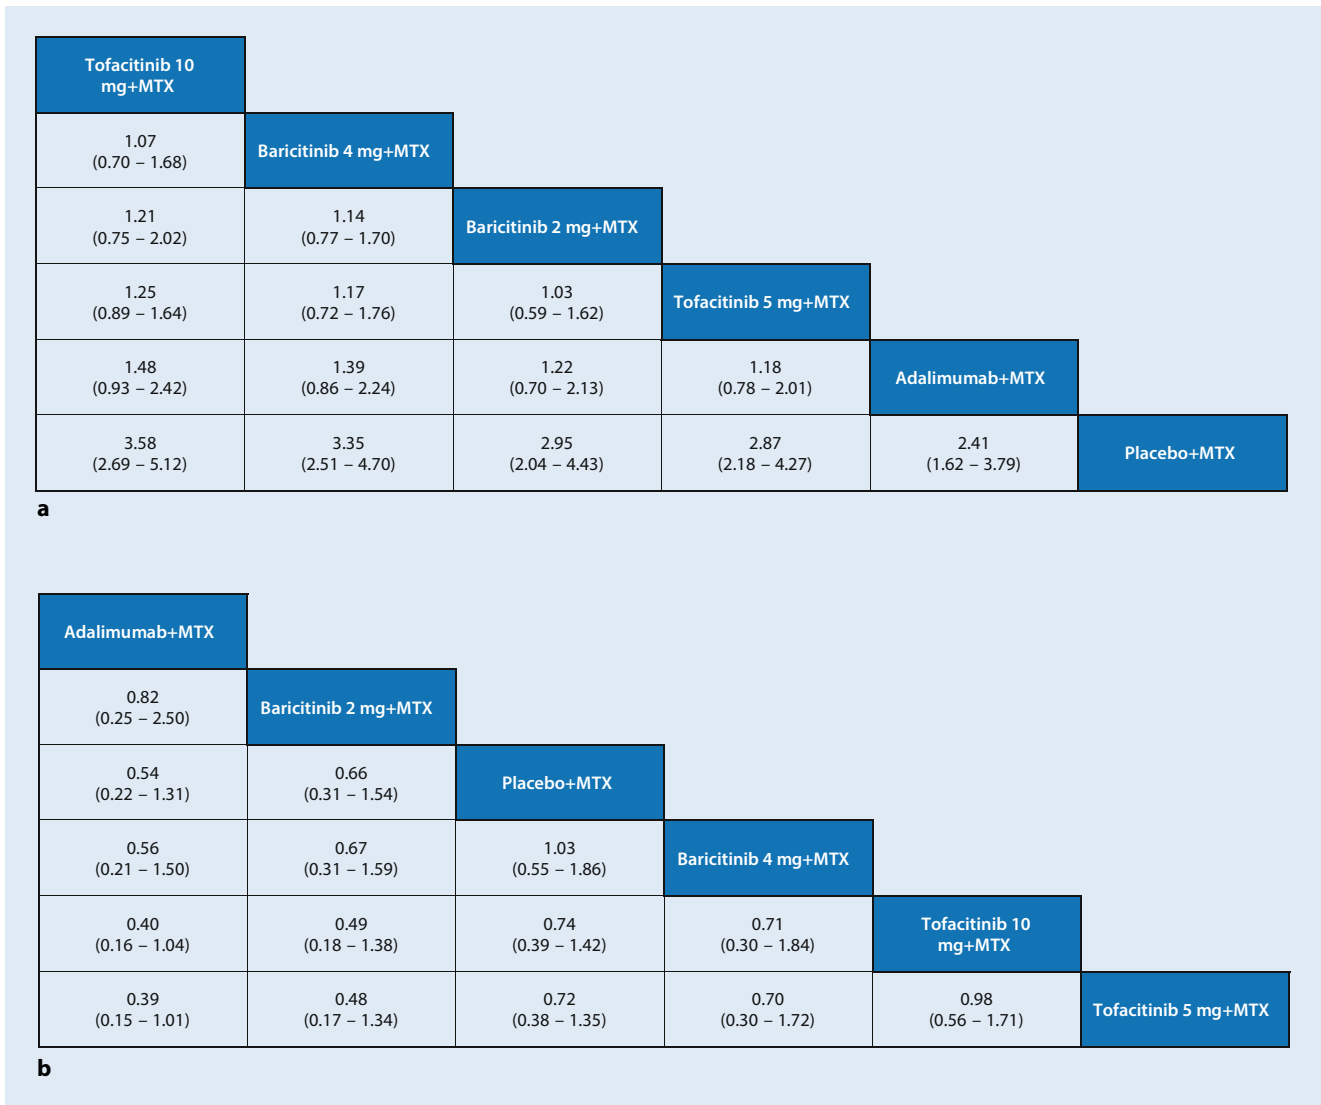 Tofacitinib 10
mg+MTX
1.07
(0.70 – 1.68)
Baricitinib 4 mg+MTX
1.21
(0.75 – 2.02)
1.14
(0.77 – 1.70)
Baricitinib 2 mg+MTX
1.25
(0.89 – 1.64)
1.17
(0.72 – 1.76)
1.03
(0.59 – 1.62)
Tofacitinib 5 mg+MTX
1.48
(0.93 – 2.42)
1.39
(0.86 – 2.24)
1.22
(0.70 – 2.13)
1.18
(0.78 – 2.01)
Adalimumab+MTX
3.58
(2.69 – 5.12)
3.35
(2.51 – 4.70)
2.95
(2.04 – 4.43)
2.87
(2.18 – 4.27)
2.41
(1.62 – 3.79)
Placebo+MTX
a
Adalimumab+MTX
0.82
(0.25 – 2.50)
Baricitinib 2 mg+MTX
0.54
(0.22 – 1.31)
0.66
(0.31 – 1.54)
Placebo+MTX
0.56
(0.21 – 1.50)
0.67
(0.31 – 1.59)
1.03
(0.55 – 1.86)
Baricitinib 4 mg+MTX
0.40
(0.16 – 1.04)
0.49
(0.18 – 1.38)
0.74
(0.39 – 1.42)
0.71
(0.30 – 1.84)
Tofacitinib 10
mg+MTX
0.39
(0.15 – 1.01)
0.48
(0.17 – 1.34)
0.72
(0.38 – 1.35)
0.70
(0.30 – 1.72)
0.98
(0.56 – 1.71)
Tofacitinib 5 mg+MTX
b